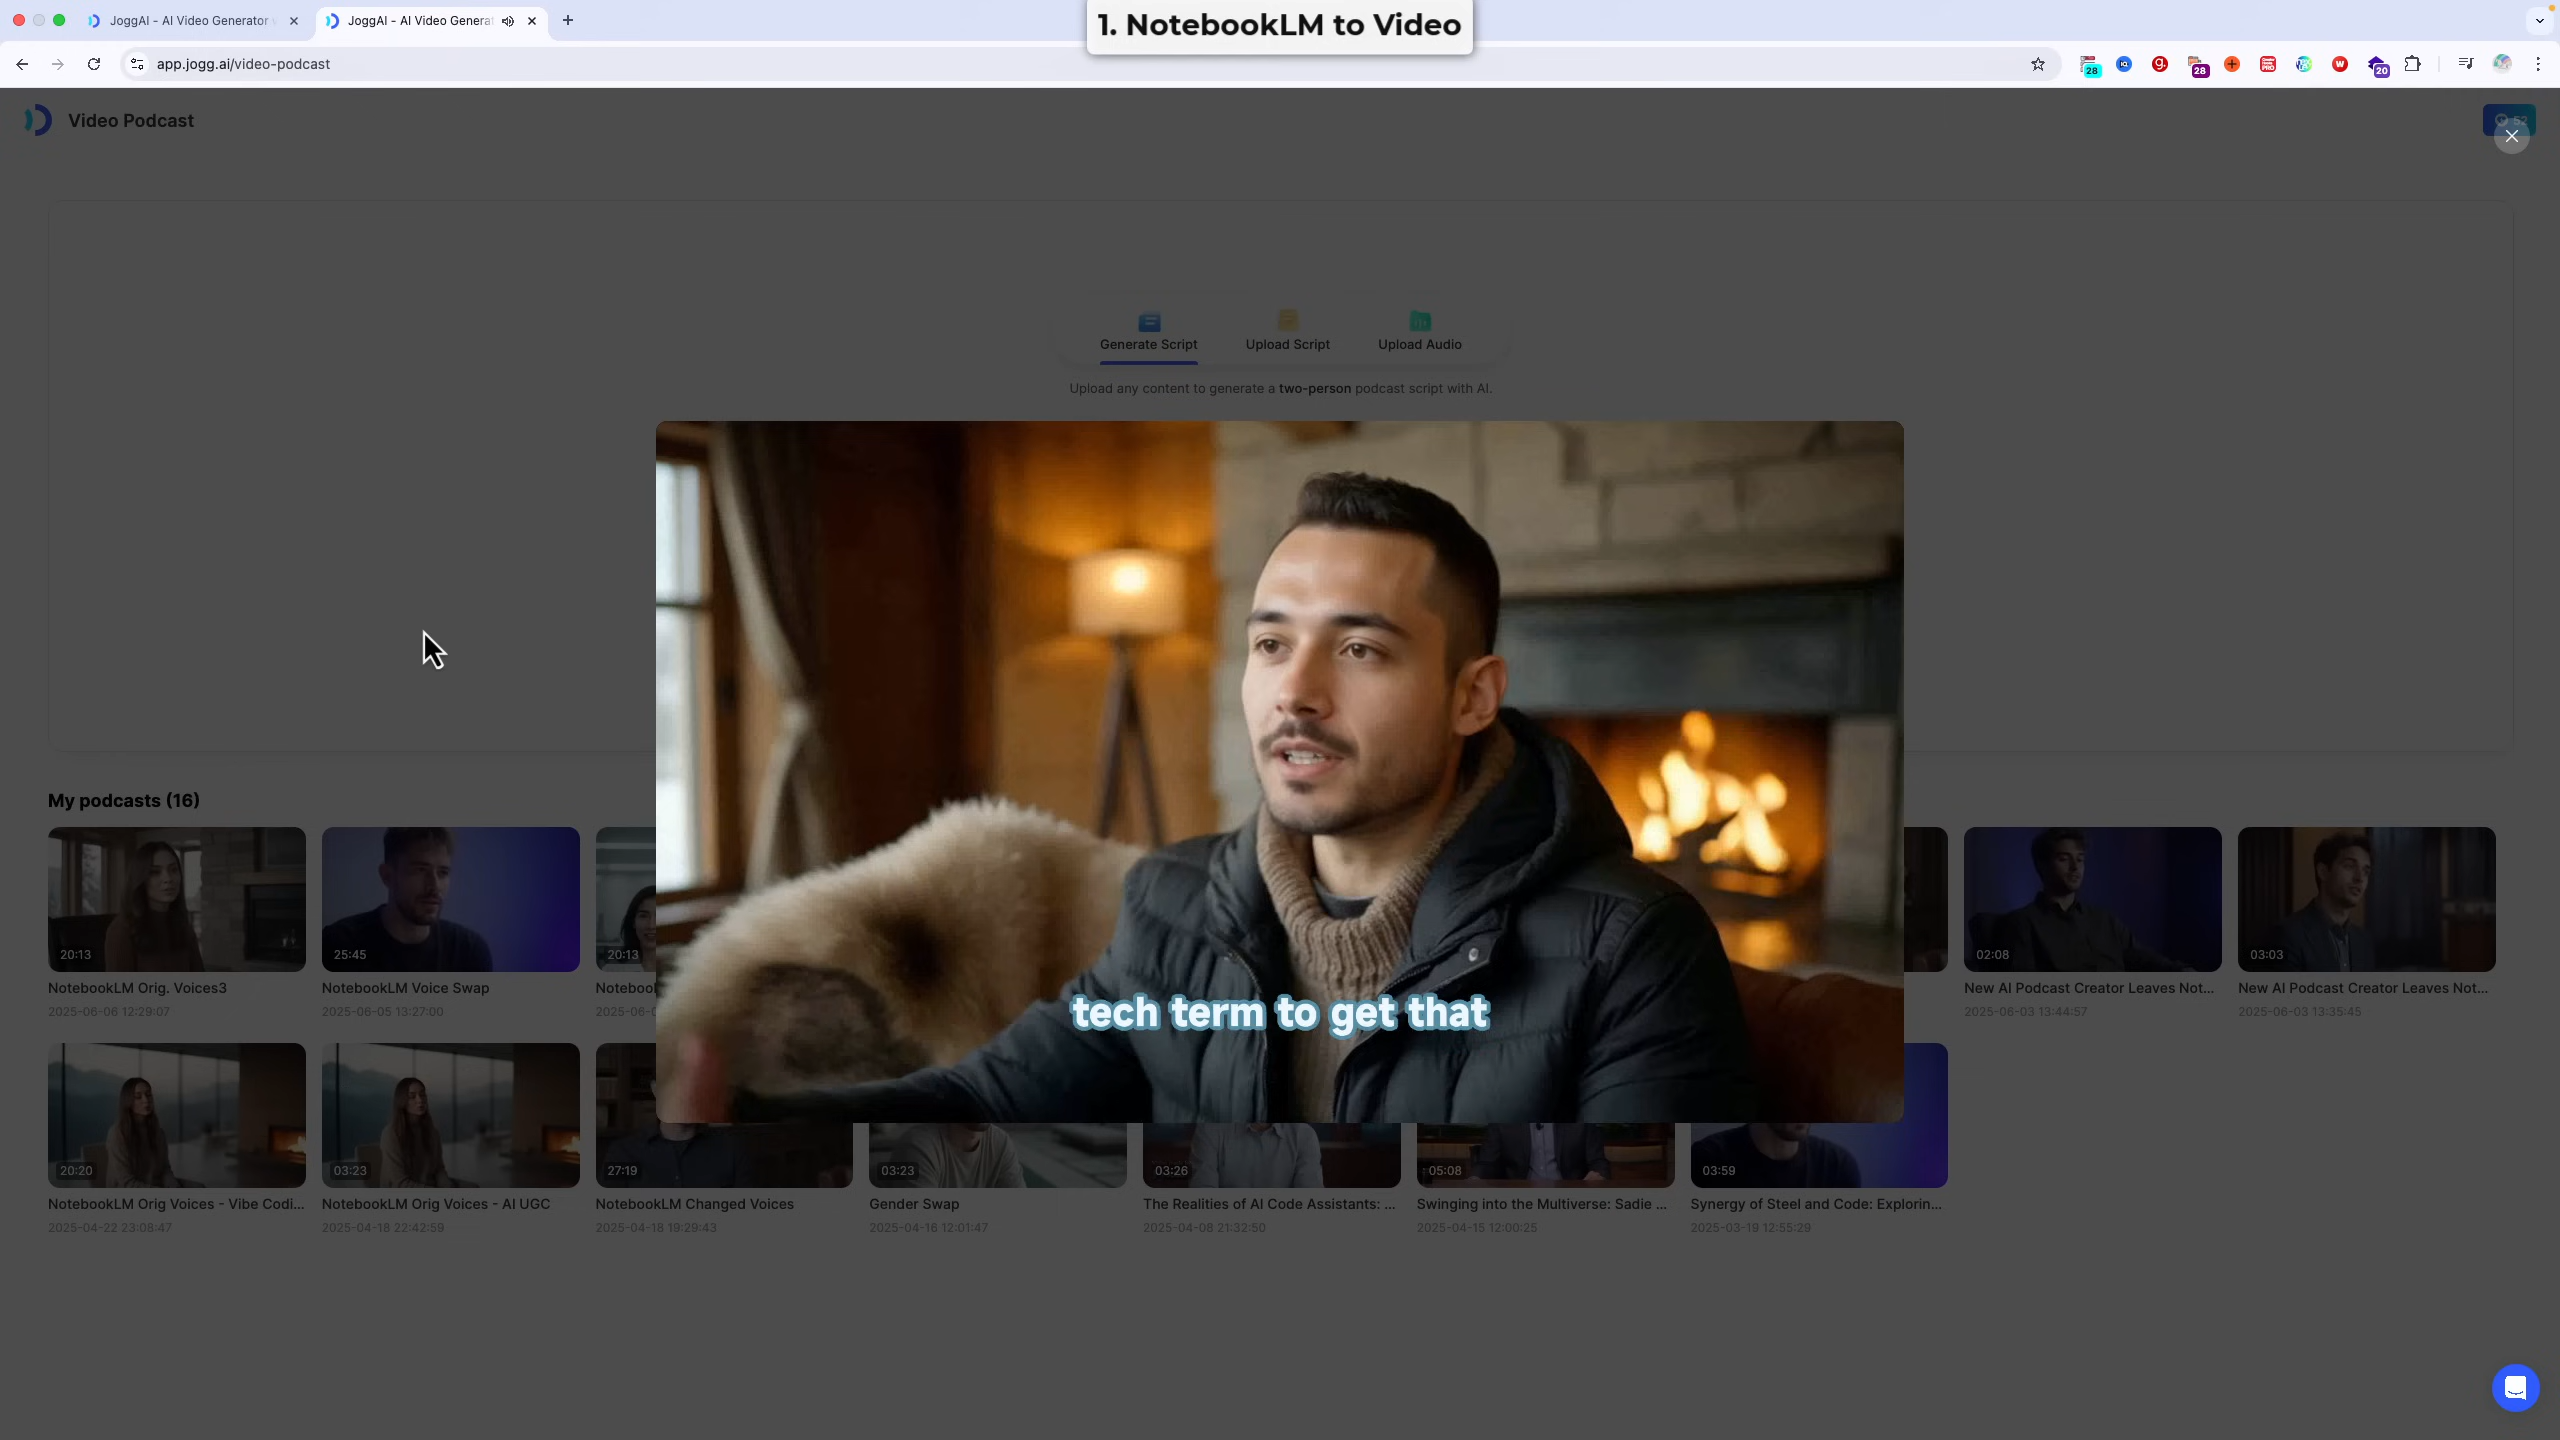 JoggAI - AI Video Generator
JoggAI - AI Video Generat
1. NotebookLM to Video
app.jogg.ai/video-podcast
28
28
20
Video Podcast
Generate Script
Upload Script
Upload Audio
Upload any content to generate a two-person podcast script with AI.
tech term to get that
My podcasts (16)
20:13
25:45
20:13
02:08
03:03
NotebookLM Orig. Voices3
NotebookLM Voice Swap
New AI Podcast Creator Leaves Not...
New AI Podcast Creator Leaves Not...
2025-06-06 12:29:07
2025-06-05 13:27:00
2025-06-03 13:44:57
2025-06-03 13:35:45
20:20
03:23
27:19
03:23
03:26
05:08
03:59
NotebookLM Orig Voices - Vibe Codi...
NotebookLM Orig Voices - AI UGC
NotebookLM Changed Voices
Gender Swap
The Realities of AI Code Assistants: ...
Swinging into the Multiverse: Sadie ...
Synergy of Steel and Code: Explorin...
2025-04-22 23:08:47
2025-04-18 22:42:59
2025-04-18 19:29:43
2025-04-16 12:01:47
2025-04-08 21:32:50
2025-04-15 12:00:25
2025-03-19 12:55:29